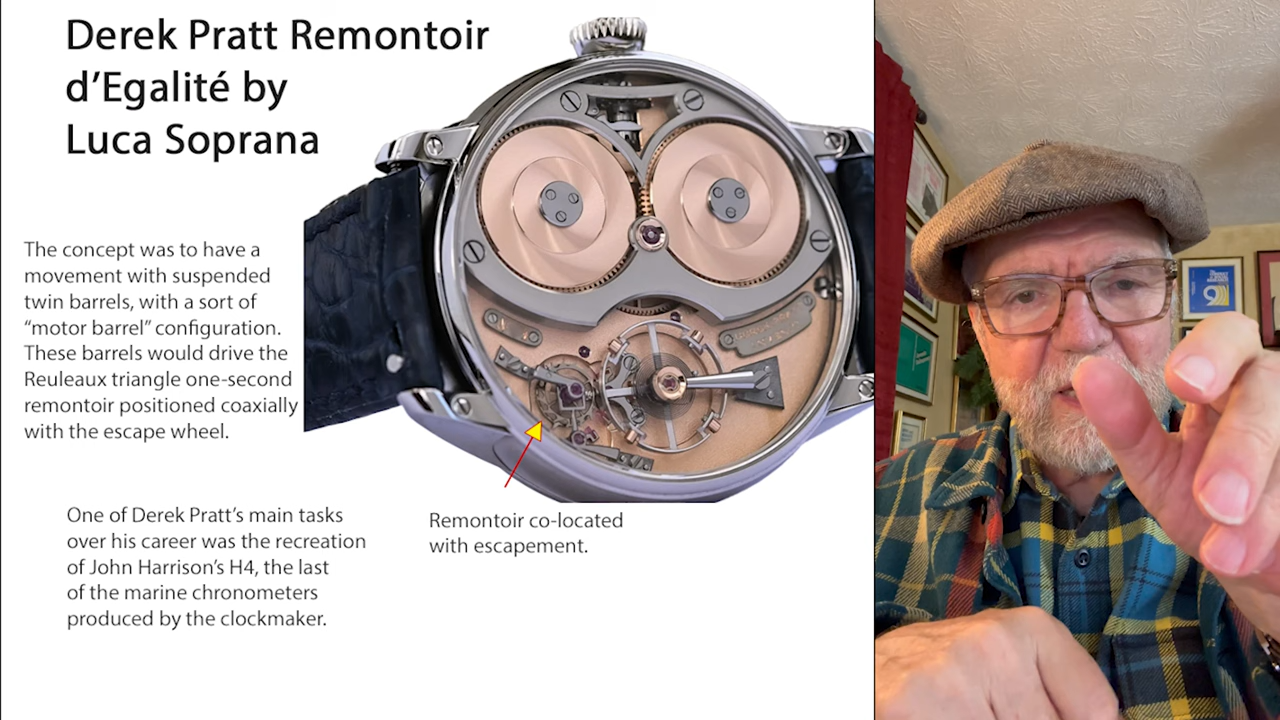 Derek Pratt Remontoir
d’Egalité by
Luca Soprana
The concept was to have a
movement with suspended
twin barrels, with a sort of
“motor barrel” configuration.
These barrels would drive the
Reuleaux triangle one-second
remontoir positioned coaxially
with the escape wheel.
One of Derek Pratt’s main tasks
over his career was the recreation
of John Harrison’s H4, the last
of the marine chronometers
produced by the clockmaker.
Remontoir co-located
with escapement.